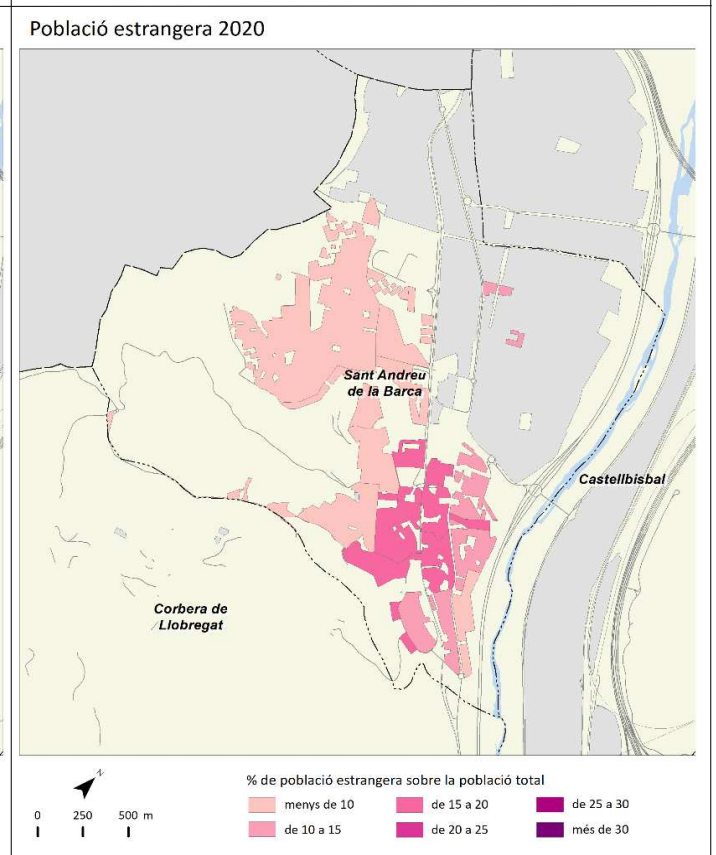 Població estrangera 2020
Sant Andreu
de la Barca
Castellbisbal
Corbera de
Llobregat
N
0 250 500 m
% de població estrangera sobre la població total
menys de 10
de 10 a 15
de 15 a 20
de 20 a 25
de 25 a 30
més de 30